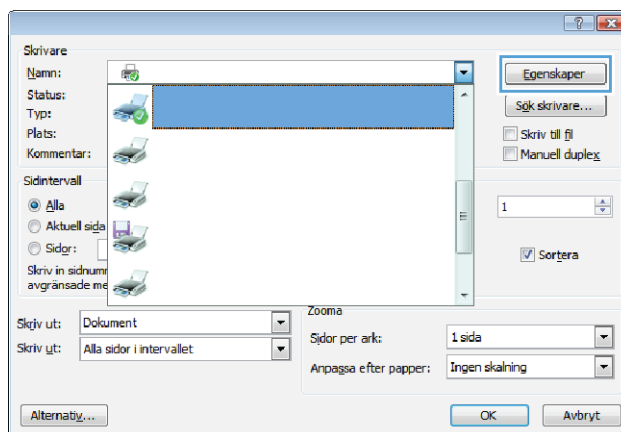 Skrivare
Namn:
Egenskaper
Status:
Sök skrivare...
Typ:
Plats:
Skriv till fil
Kommentar:
Manuell duplex
Sidintervall
Alla
1
Aktuell sida
Sidor:
Sortera
Skriv in sidnumr
avgränsade me
Zooma
Skriv ut: Dokument
Sidor per ark: 1 sida
Skriv ut: Alla sidor i intervallet
Anpassa efter papper: Ingen skalning
Alternativ...
OK
Avbryt